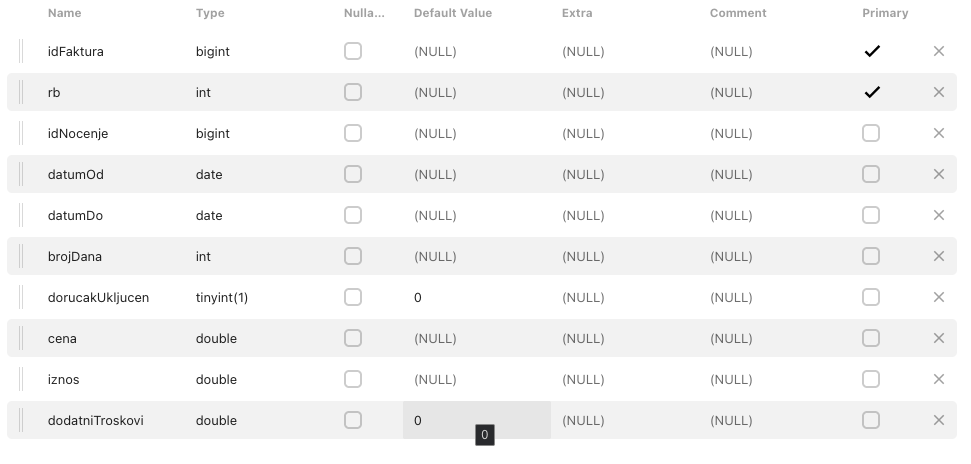 Name Type Nulla... Default Value Extra Comment Primary
idFaktura bigint (NULL) (NULL) (NULL)
rb int (NULL) (NULL) (NULL)
idNocenje bigint (NULL) (NULL) (NULL)
datumOd date (NULL) (NULL) (NULL)
datumDo date (NULL) (NULL) (NULL)
brojDana int (NULL) (NULL) (NULL)
dorucakUkljucen tinyint(1) 0 (NULL) (NULL)
cena double (NULL) (NULL) (NULL)
iznos double (NULL) (NULL) (NULL)
dodatniTroskovi double 0 (NULL) (NULL)
0